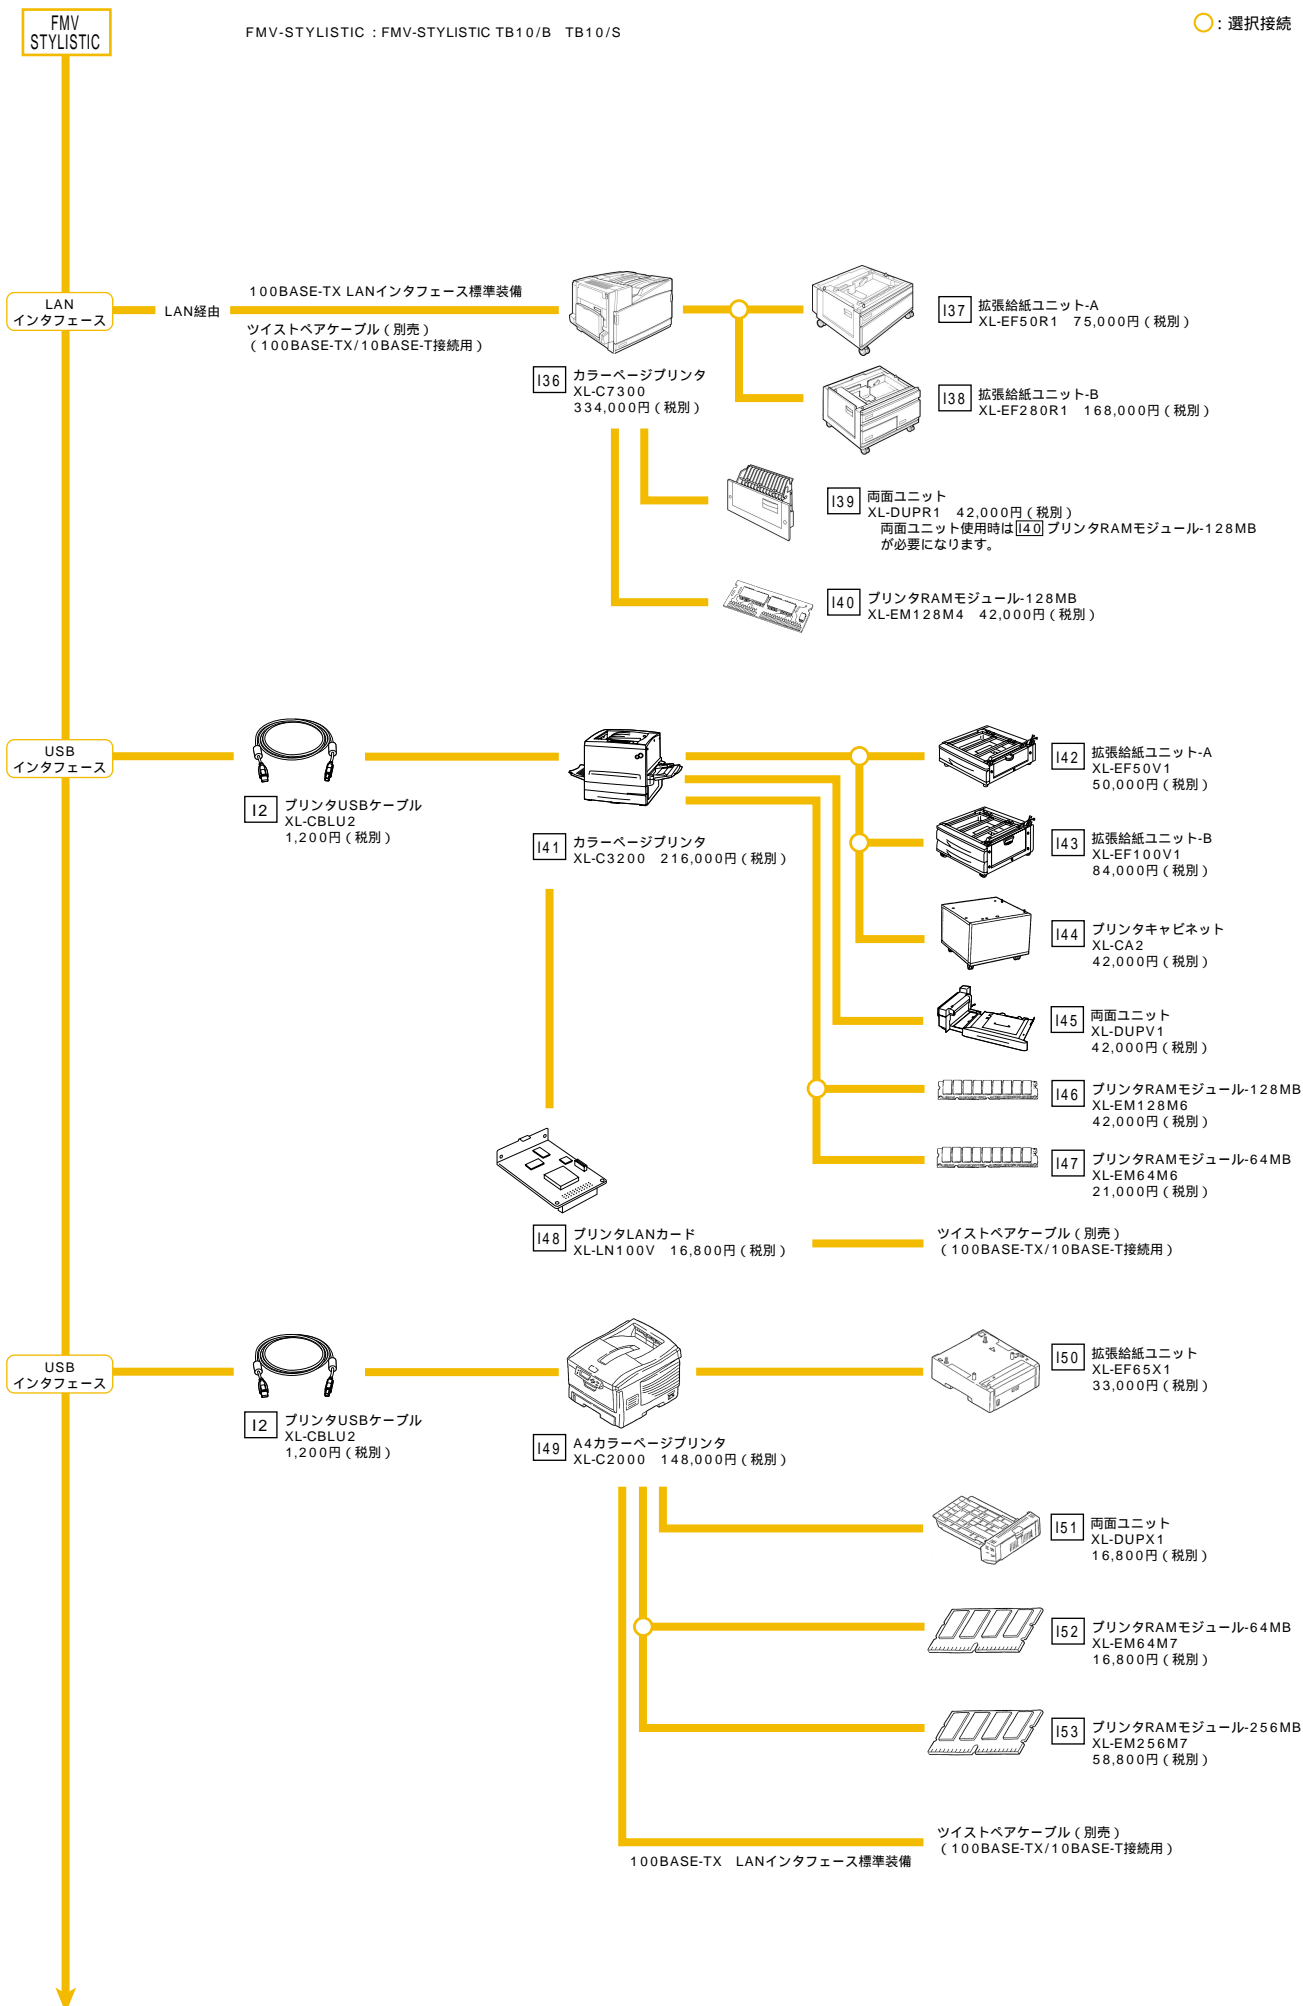 FMV
STYLISTIC
FMV-STYLISTIC : FMV-STYLISTIC TB10/B TB10/S
○ : 選択接続
LAN
インタフェース
LAN経由
100BASE-TX LANインタフェース標準装備
ツイストペアケーブル(別売)
(100BASE-TX/10BASE-T接続用)
I36 カラーページプリンタ
XL-C7300
334,000円(税別)
I37 拡張給紙ユニット-A
XL-EF50R1 75,000円(税別)
I38 拡張給紙ユニット-B
XL-EF280R1 168,000円(税別)
I39 両面ユニット
XL-DUPR1 42,000円(税別)
両面ユニット使用時はI40プリンタRAMモジュール-128MB
が必要になります。
I40 プリンタRAMモジュール-128MB
XL-EM128M4 42,000円(税別)
USB
インタフェース
I2 プリンタUSBケーブル
XL-CBLU2
1,200円(税別)
I41 カラーページプリンタ
XL-C3200 216,000円(税別)
I42 拡張給紙ユニット-A
XL-EF50V1
50,000円(税別)
I43 拡張給紙ユニット-B
XL-EF100V1
84,000円(税別)
I44 プリンタキャビネット
XL-CA2
42,000円(税別)
I45 両面ユニット
XL-DUPV1
42,000円(税別)
I46 プリンタRAMモジュール-128MB
XL-EM128M6
42,000円(税別)
I47 プリンタRAMモジュール-64MB
XL-EM64M6
21,000円(税別)
I48 プリンタLANカード
XL-LN100V 16,800円(税別)
ツイストペアケーブル(別売)
(100BASE-TX/10BASE-T接続用)
USB
インタフェース
I2 プリンタUSBケーブル
XL-CBLU2
1,200円(税別)
I49 A4カラーページプリンタ
XL-C2000 148,000円(税別)
I50 拡張給紙ユニット
XL-EF65X1
33,000円(税別)
I51 両面ユニット
XL-DUPX1
16,800円(税別)
I52 プリンタRAMモジュール-64MB
XL-EM64M7
16,800円(税別)
I53 プリンタRAMモジュール-256MB
XL-EM256M7
58,800円(税別)
ツイストペアケーブル(別売)
(100BASE-TX/10BASE-T接続用)
100BASE-TX LANインタフェース標準装備